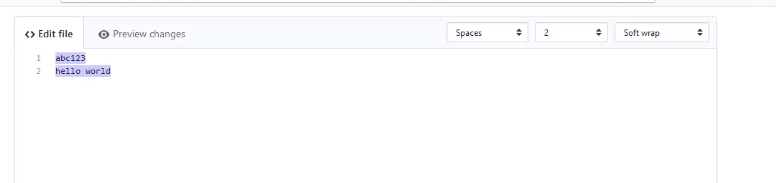 Edit file Preview changes Spaces 2 Soft wrap
1 abc123
2 hello world